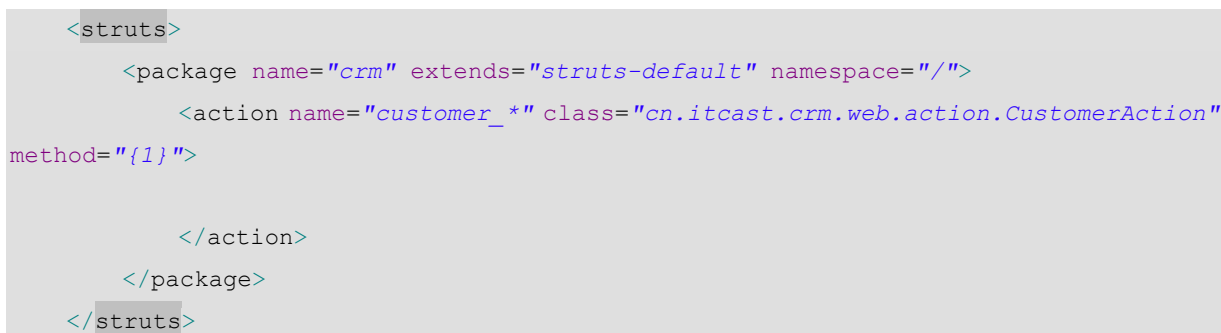 <struts>
<package name="crm" extends="struts-default" namespace="/">
<action name="customer_*" class="cn.itcast.crm.web.action.CustomerAction"
method="{1}">
</action>
</package>
</struts>